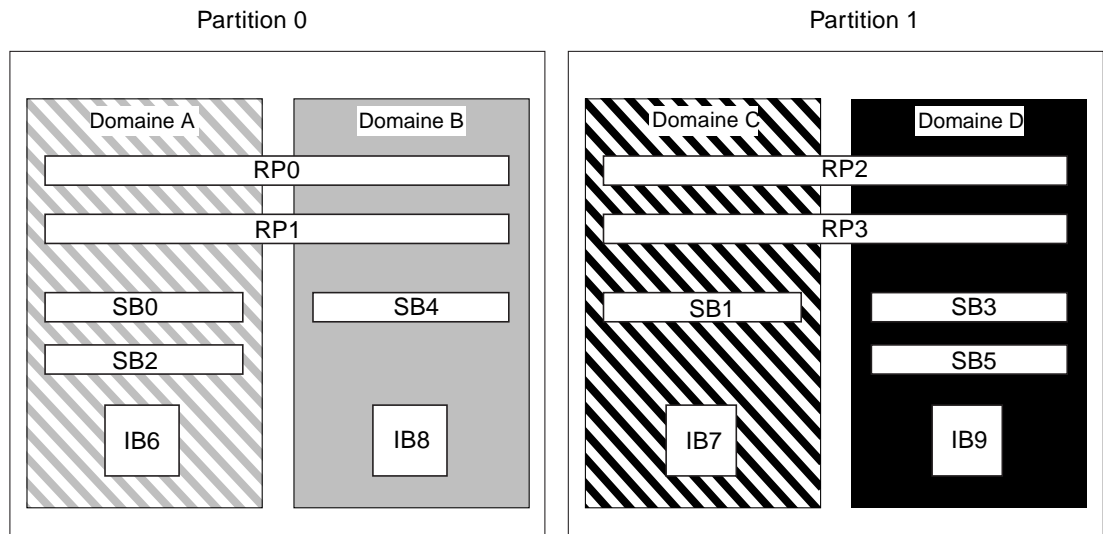 Partition 0
Partition 1
Domaine A
Domaine B
Domaine C
Domaine D
RP0
RP2
RP1
RP3
SB0
SB4
SB1
SB3
SB2
SB5
IB6
IB8
IB7
IB9